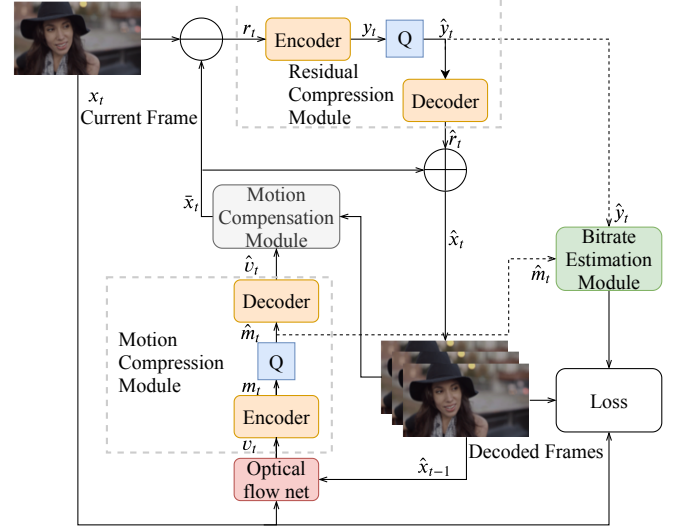 r_t
Encoder
y_t
Q
ŷ_t
Residual
Compression
Module
Decoder
r̂_t
x_t
Current Frame
x̄_t
Motion
Compensation
Module
x̂_t
ŷ_t
Bitrate
Estimation
Module
m̂_t
v̂_t
Decoder
m̂_t
Motion
Compression
Module
Q
m_t
Encoder
v_t
Optical
flow net
x̂_{t−1}
Decoded Frames
Loss